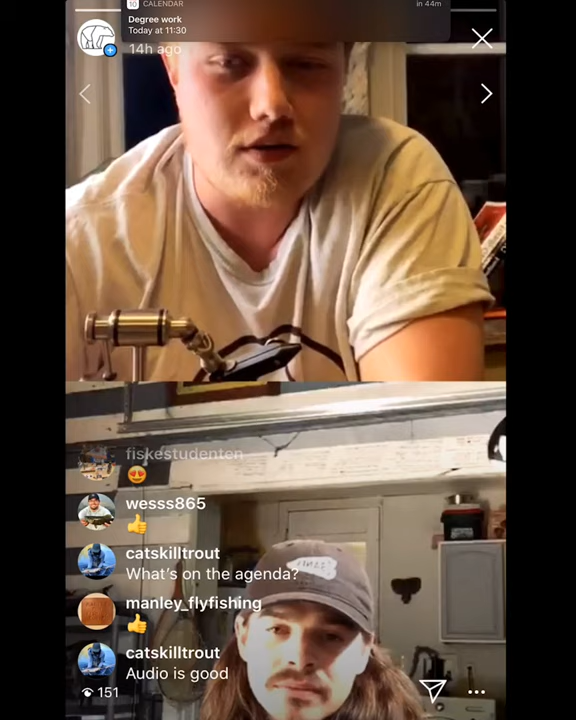 10 CALENDAR
in 44m
Degree work
Today at 11:30
14h ago
fiskestudenten
😍
wesss865
👍
catskilltrout
What's on the agenda?
manley_flyfishing
👍
catskilltrout
Audio is good
151